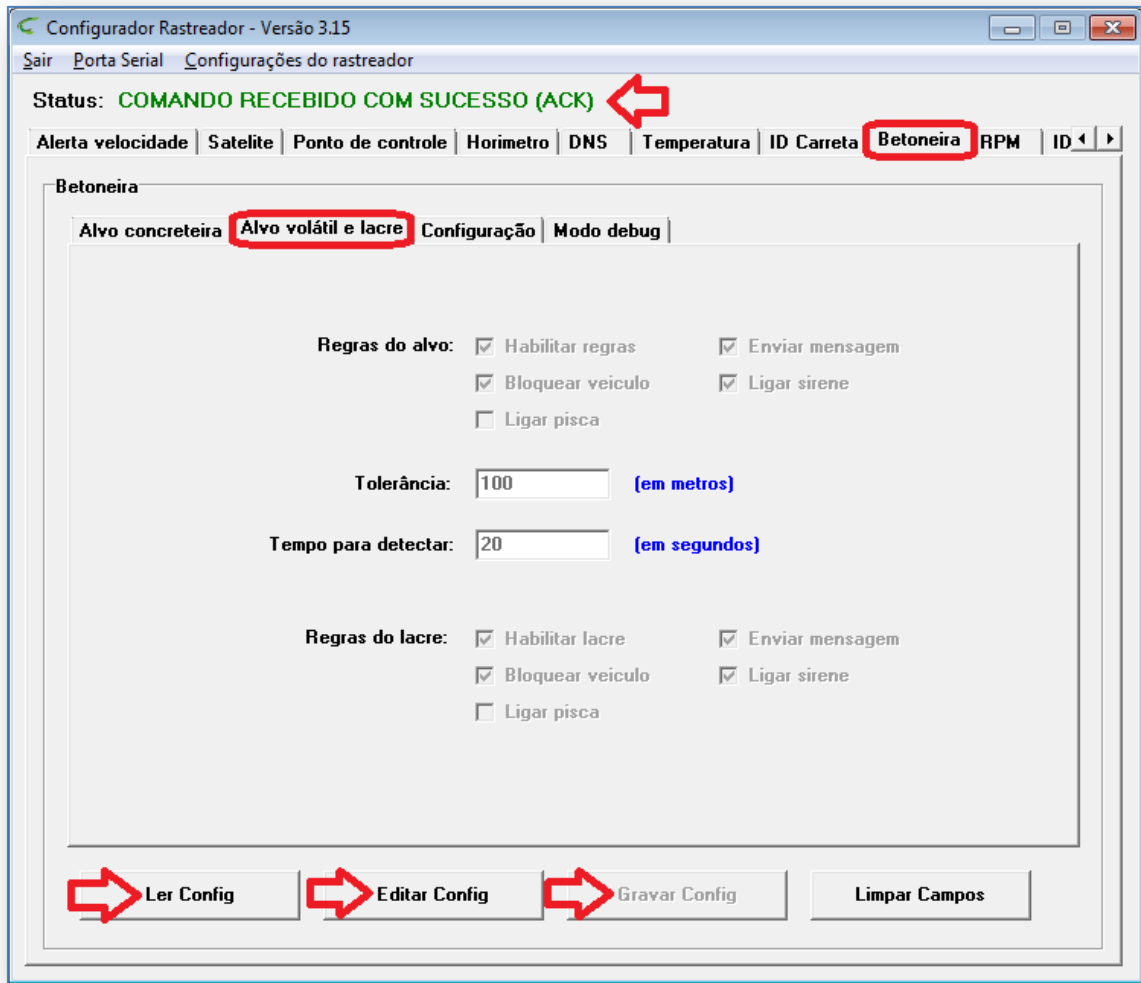 Configurador Rastreador - Versão 3.15
Sair Porta Serial Configurações do rastreador
Status: COMANDO RECEBIDO COM SUCESSO (ACK)
Alerta velocidade Satelite Ponto de controle Horimetro DNS Temperatura ID Carreta Betoneira RPM ID
Betoneira
Alvo concreteira Alvo volátil e lacre Configuração Modo debug
Regras do alvo: Habilitar regras Enviar mensagem
Bloquear veiculo Ligar sirene
Ligar pisca
Tolerância: 100 (em metros)
Tempo para detectar: 20 (em segundos)
Regras do lacre: Habilitar lacre Enviar mensagem
Bloquear veiculo Ligar sirene
Ligar pisca
Ler Config Editar Config Gravar Config Limpar Campos